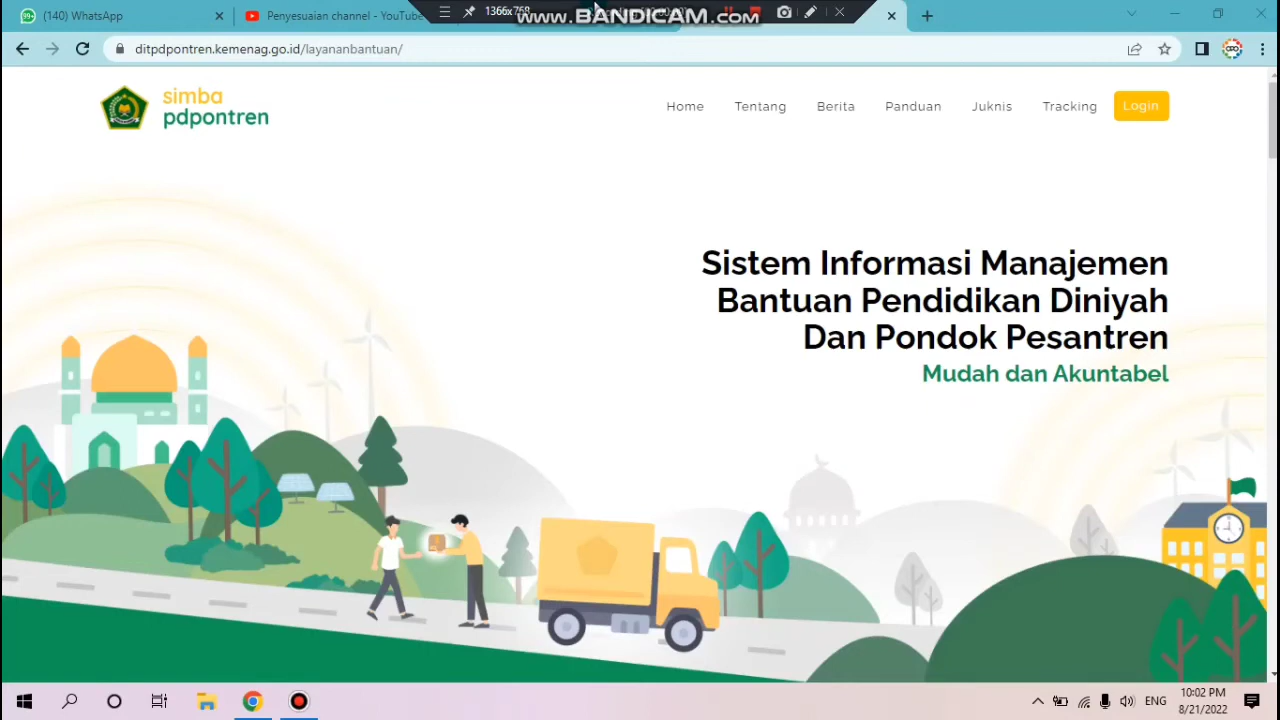 99 (140) WhatsApp
Penyesuaian channel - YouTube
1366x768
www.BANDICAM.com
ditpdpontren.kemenag.go.id/layananbantuan/
simba
pdpontren
Home Tentang Berita Panduan Juknis Tracking Login
Sistem Informasi Manajemen
Bantuan Pendidikan Diniyah
Dan Pondok Pesantren
Mudah dan Akuntabel
ENG
10:02 PM
8/21/2022